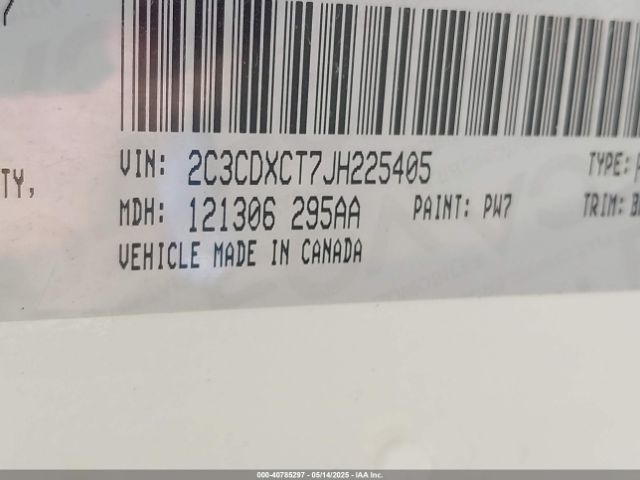 VIN: 2C3CDXCT7JH225405 TYPE:
TY,
MDH: 121306 295AA PAINT: PW7 TRIM:
VEHICLE MADE IN CANADA
000-40785297 - 05/14/2025 - IAA Inc.